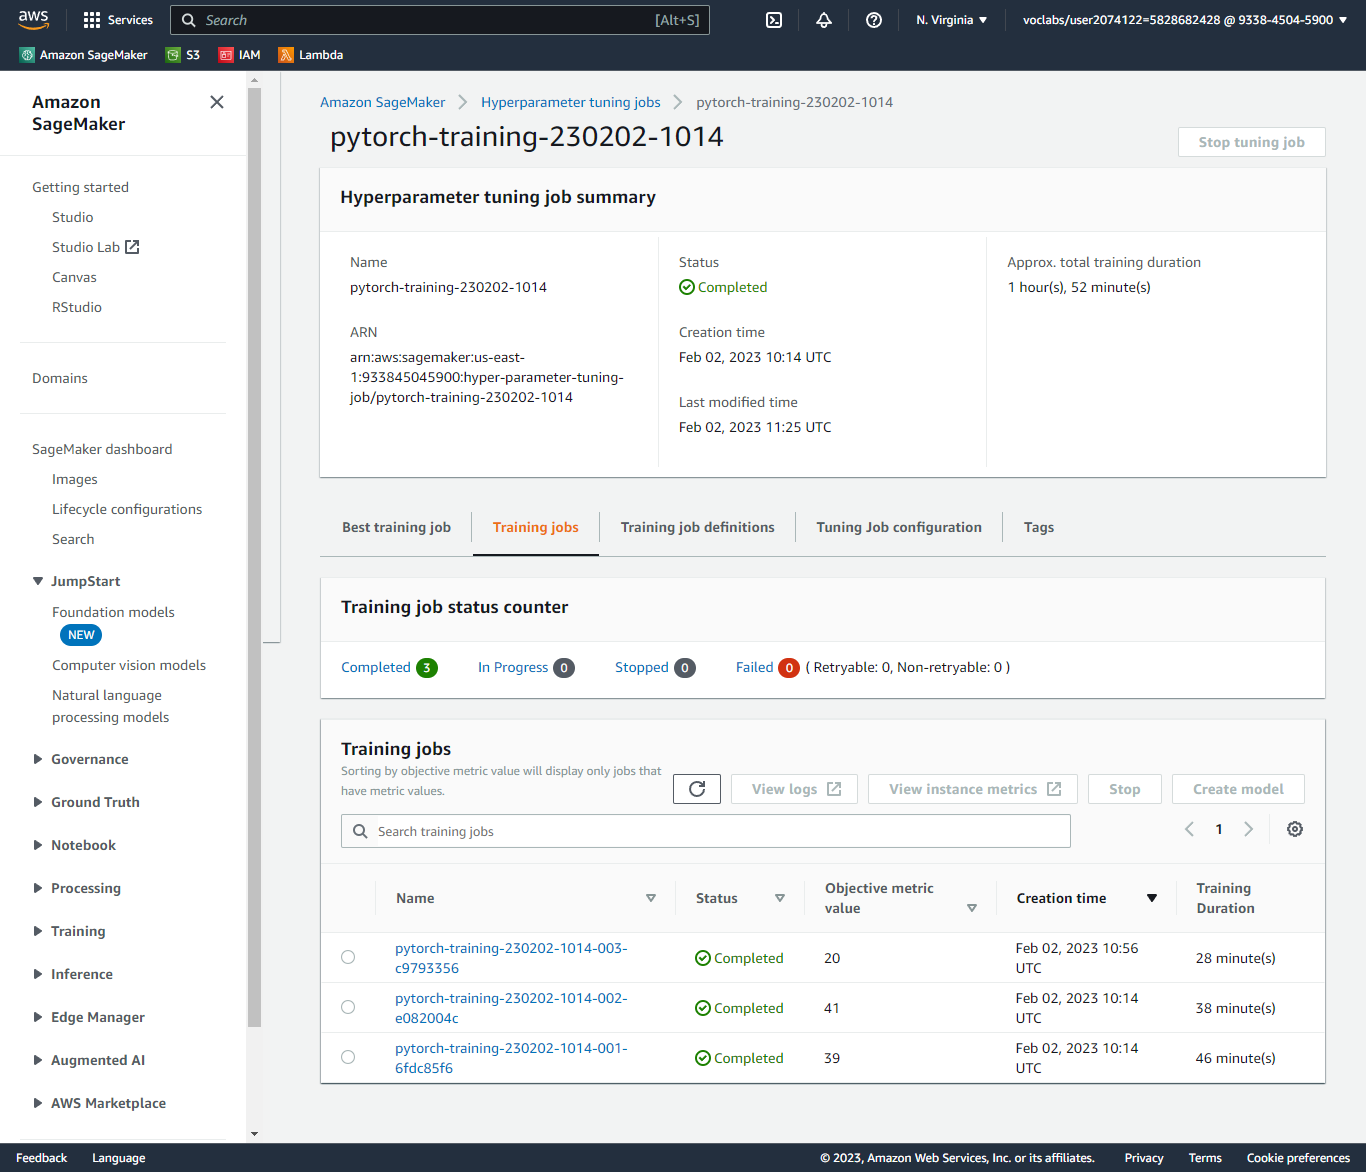 aws
Services
Search
[Alt+S]
N. Virginia
voclabs/user2074122=5828682428 @ 9338-4504-5900
Amazon SageMaker
S3
IAM
Lambda
Amazon
SageMaker
Getting started
Studio
Studio Lab
Canvas
RStudio
Domains
SageMaker dashboard
Images
Lifecycle configurations
Search
JumpStart
Foundation models
NEW
Computer vision models
Natural language
processing models
Governance
Ground Truth
Notebook
Processing
Training
Inference
Edge Manager
Augmented AI
AWS Marketplace
Amazon SageMaker
Hyperparameter tuning jobs
pytorch-training-230202-1014
pytorch-training-230202-1014
Stop tuning job
Hyperparameter tuning job summary
Name
pytorch-training-230202-1014
ARN
arn:aws:sagemaker:us-east-
1:933845045900:hyper-parameter-tuning-
job/pytorch-training-230202-1014
Status
Completed
Creation time
Feb 02, 2023 10:14 UTC
Last modified time
Feb 02, 2023 11:25 UTC
Approx. total training duration
1 hour(s), 52 minute(s)
Best training job
Training jobs
Training job definitions
Tuning Job configuration
Tags
Training job status counter
Completed 3
In Progress 0
Stopped 0
Failed 0 ( Retryable: 0, Non-retryable: 0 )
Training jobs
Sorting by objective metric value will display only jobs that
have metric values.
View logs
View instance metrics
Stop
Create model
Search training jobs
1
Name
Status
Objective metric
value
Creation time
Training
Duration
pytorch-training-230202-1014-003-
c9793356
Completed
20
Feb 02, 2023 10:56
UTC
28 minute(s)
pytorch-training-230202-1014-002-
e082004c
Completed
41
Feb 02, 2023 10:14
UTC
38 minute(s)
pytorch-training-230202-1014-001-
6fdc85f6
Completed
39
Feb 02, 2023 10:14
UTC
46 minute(s)
Feedback
Language
© 2023, Amazon Web Services, Inc. or its affiliates.
Privacy
Terms
Cookie preferences